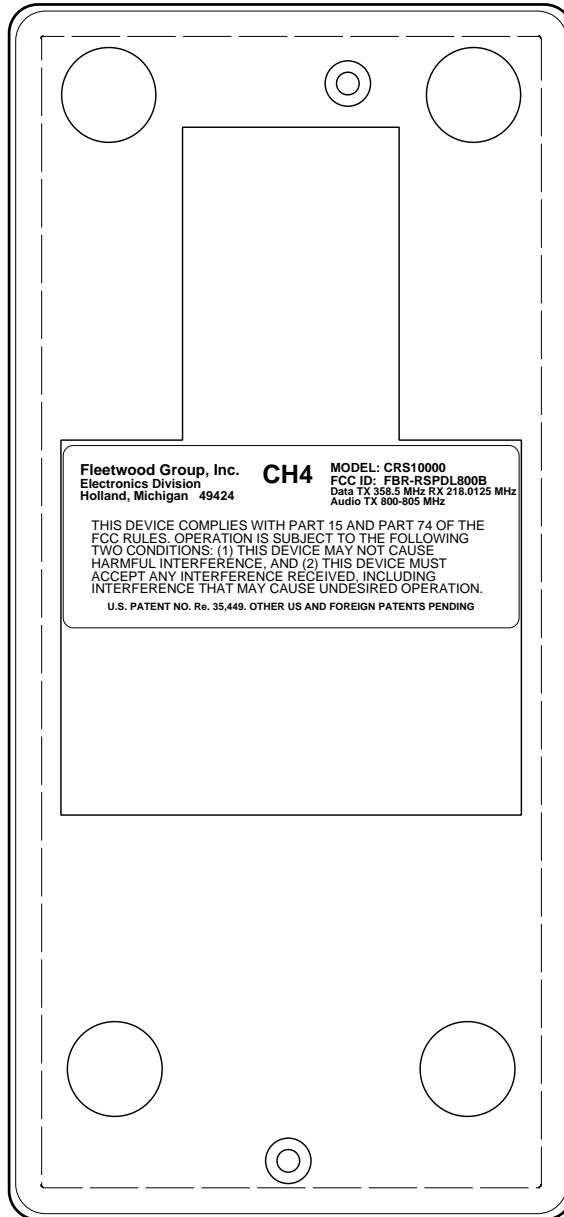 Fleetwood Group, Inc.
Electronics Division
Holland, Michigan 49424
CH4
MODEL: CRS10000
FCC ID: FBR-RSPDL800B
Data TX 358.5 MHz RX 218.0125 MHz
Audio TX 800-805 MHz
THIS DEVICE COMPLIES WITH PART 15 AND PART 74 OF THE
FCC RULES. OPERATION IS SUBJECT TO THE FOLLOWING
TWO CONDITIONS: (1) THIS DEVICE MAY NOT CAUSE
HARMFUL INTERFERENCE, AND (2) THIS DEVICE MUST
ACCEPT ANY INTERFERENCE RECEIVED, INCLUDING
INTERFERENCE THAT MAY CAUSE UNDESIRED OPERATION.
U.S. PATENT NO. Re. 35,449. OTHER US AND FOREIGN PATENTS PENDING